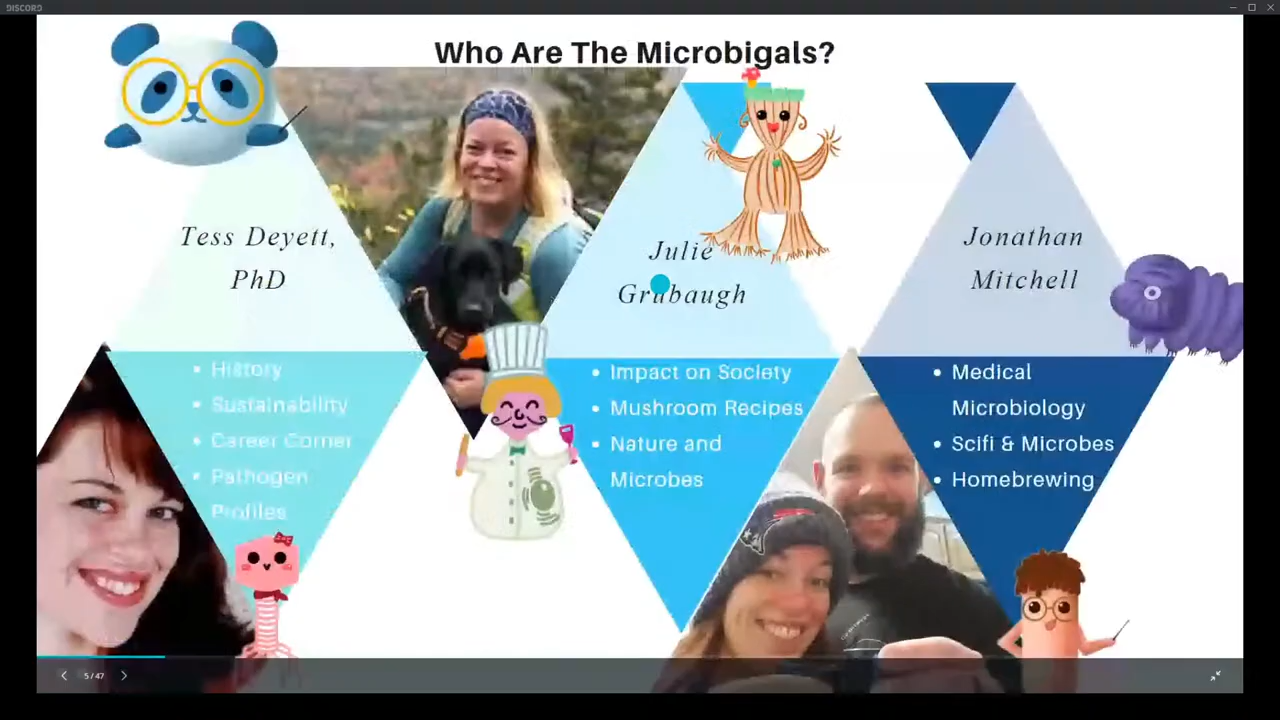 DISCORD
Who Are The Microbigals?
Tess Deyett,
PhD
History
Sustainability
Career Corner
Pathogen
Profiles
Julie
Grubaugh
Impact on Society
Mushroom Recipes
Nature and
Microbes
Jonathan
Mitchell
Medical
Microbiology
Scifi & Microbes
Homebrewing
5 / 47